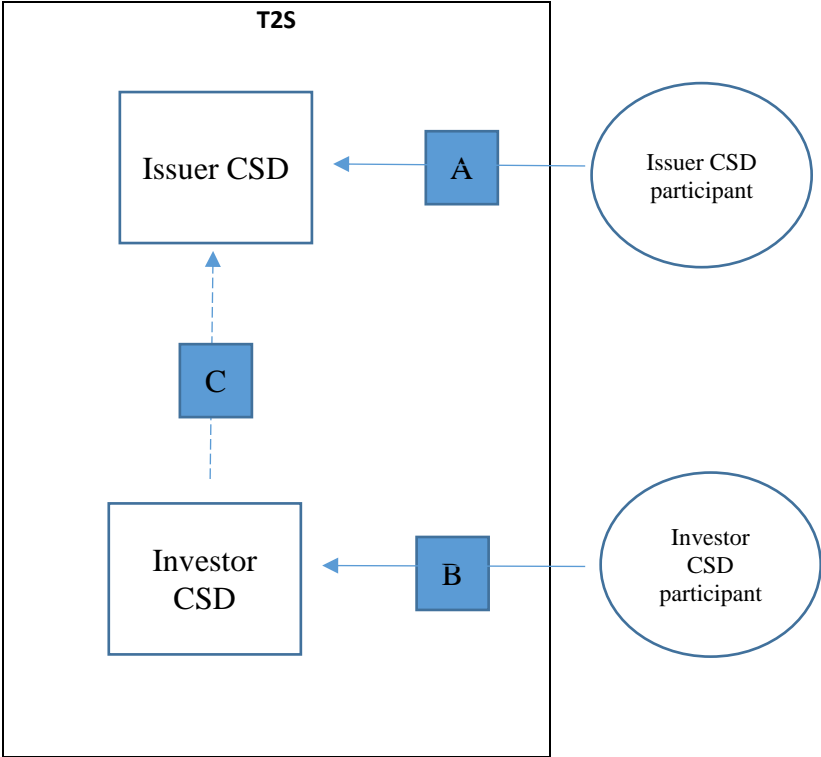 T2S
Issuer CSD
A
Issuer CSD
participant
C
Investor
CSD
B
Investor
CSD
participant